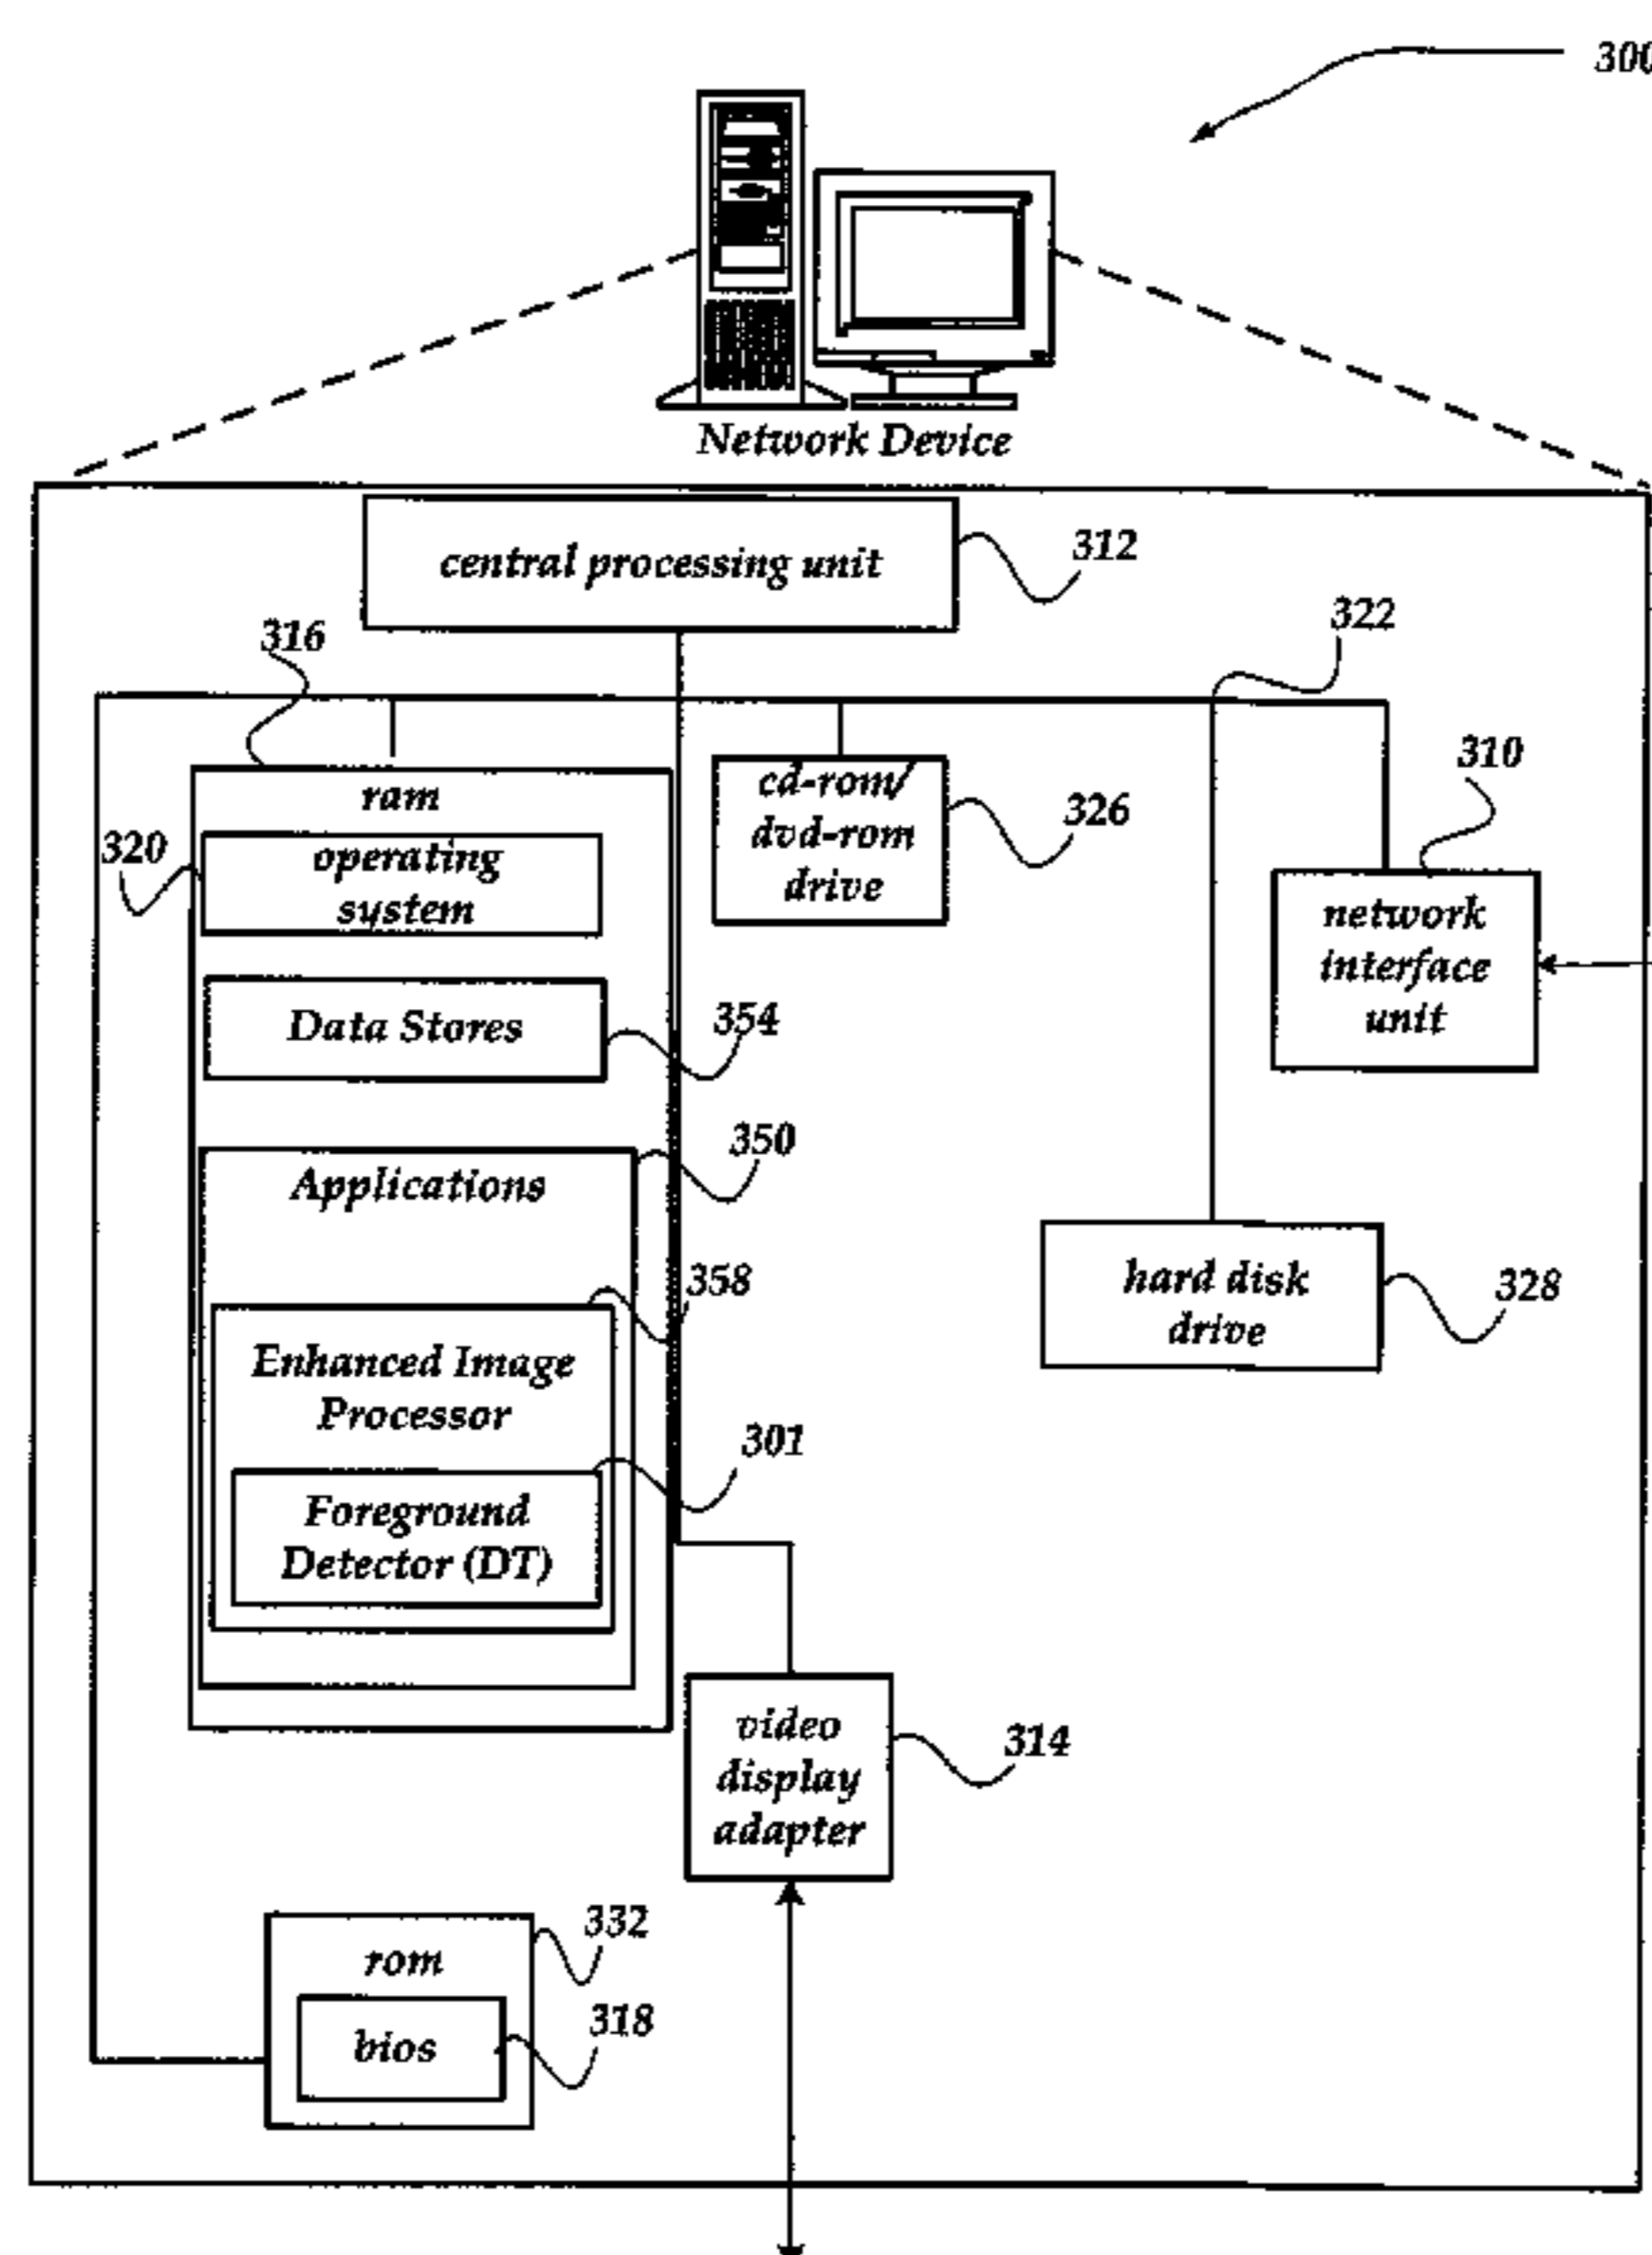 300
Network Device
central processing unit
312
316
322
ram
320
operating
system
cd-rom/
dvd-rom
drive
326
310
network
interface
unit
Data Stores
354
350
Applications
358
Enhanced Image
Processor
301
Foreground
Detector (DT)
hard disk
drive
328
video
display
adapter
314
332
rom
318
bios